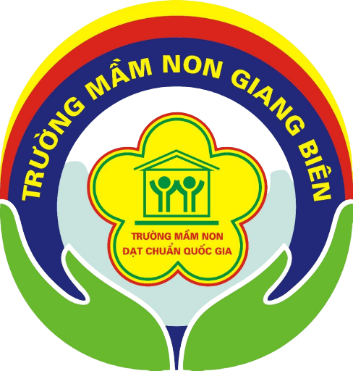 TRƯỜNG MẦM NON GIANG BIÊN
TRƯỜNG MẦM NON
ĐẠT CHUẨN QUỐC GIA